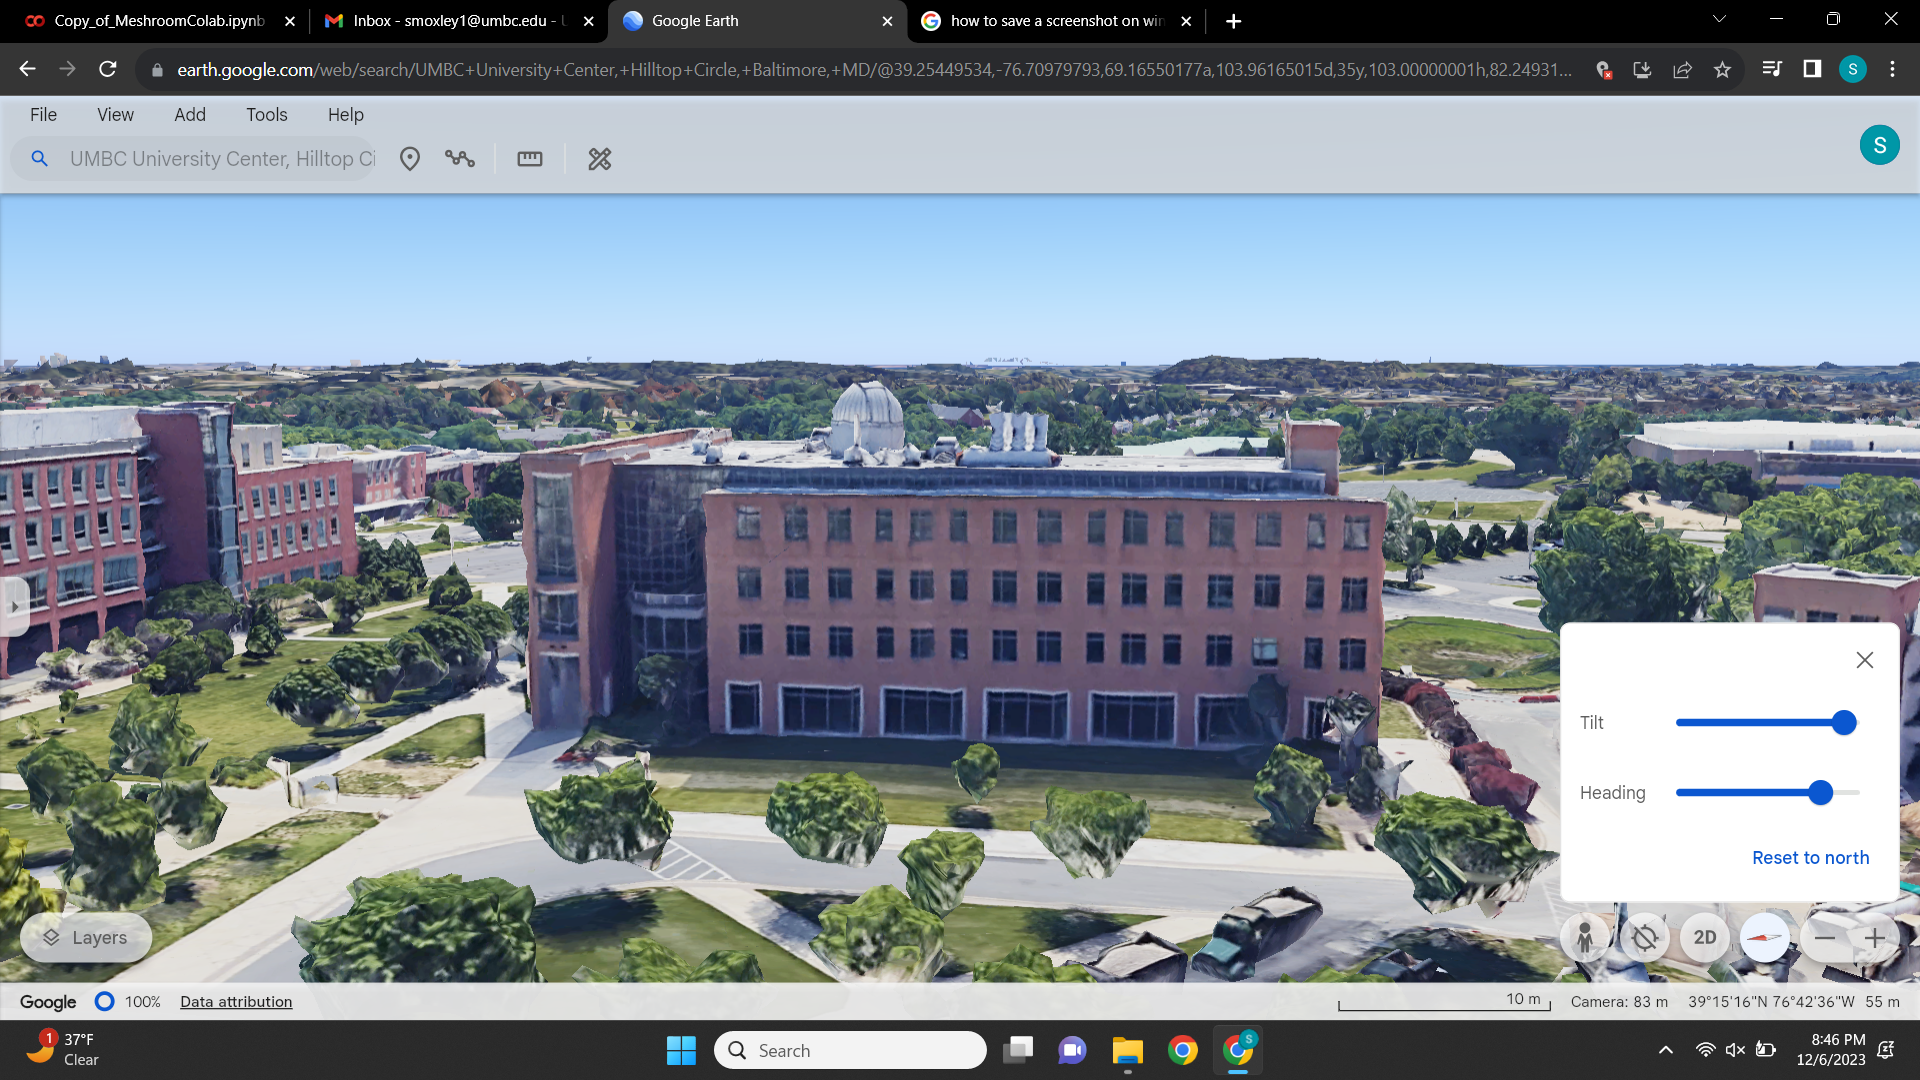 Copy_of_MeshroomColab.ipynb
Inbox - smoxley1@umbc.edu - U
Google Earth
how to save a screenshot on win
earth.google.com/web/search/UMBC+University+Center,+Hilltop+Circle,+Baltimore,+MD/@39.25449534,-76.70979793,69.16550177a,103.96165015d,35y,103.00000001h,82.24931...
S
File View Add Tools Help
UMBC University Center, Hilltop Ci
S
Tilt
Heading
Reset to north
Layers
2D
Google 100% Data attribution
10 m
Camera: 83 m 39°15'16"N 76°42'36"W 55 m
1
37°F
Clear
Search
S
8:46 PM
12/6/2023